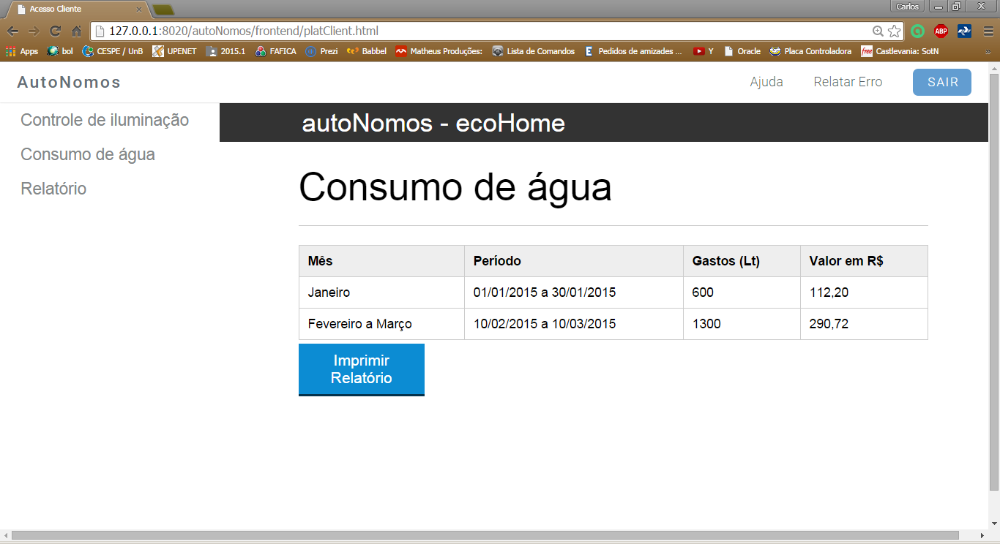 Acesso Cliente
Carlos
127.0.0.1:8020/autoNomos/frontend/platClient.html
ABP
Apps bol CESPE / UnB UPENET 2015.1 FAFICA Prezi Babbel Matheus Produções: Lista de Comandos E Pedidos de amizades ... Y Oracle Placa Controladora free Castlevania: SotN »
AutoNomos Ajuda Relatar Erro SAIR
Controle de iluminação
Consumo de água
Relatório
autoNomos - ecoHome
Consumo de água
Mês Período Gastos (Lt) Valor em R$
Janeiro 01/01/2015 a 30/01/2015 600 112,20
Fevereiro a Março 10/02/2015 a 10/03/2015 1300 290,72
Imprimir
Relatório